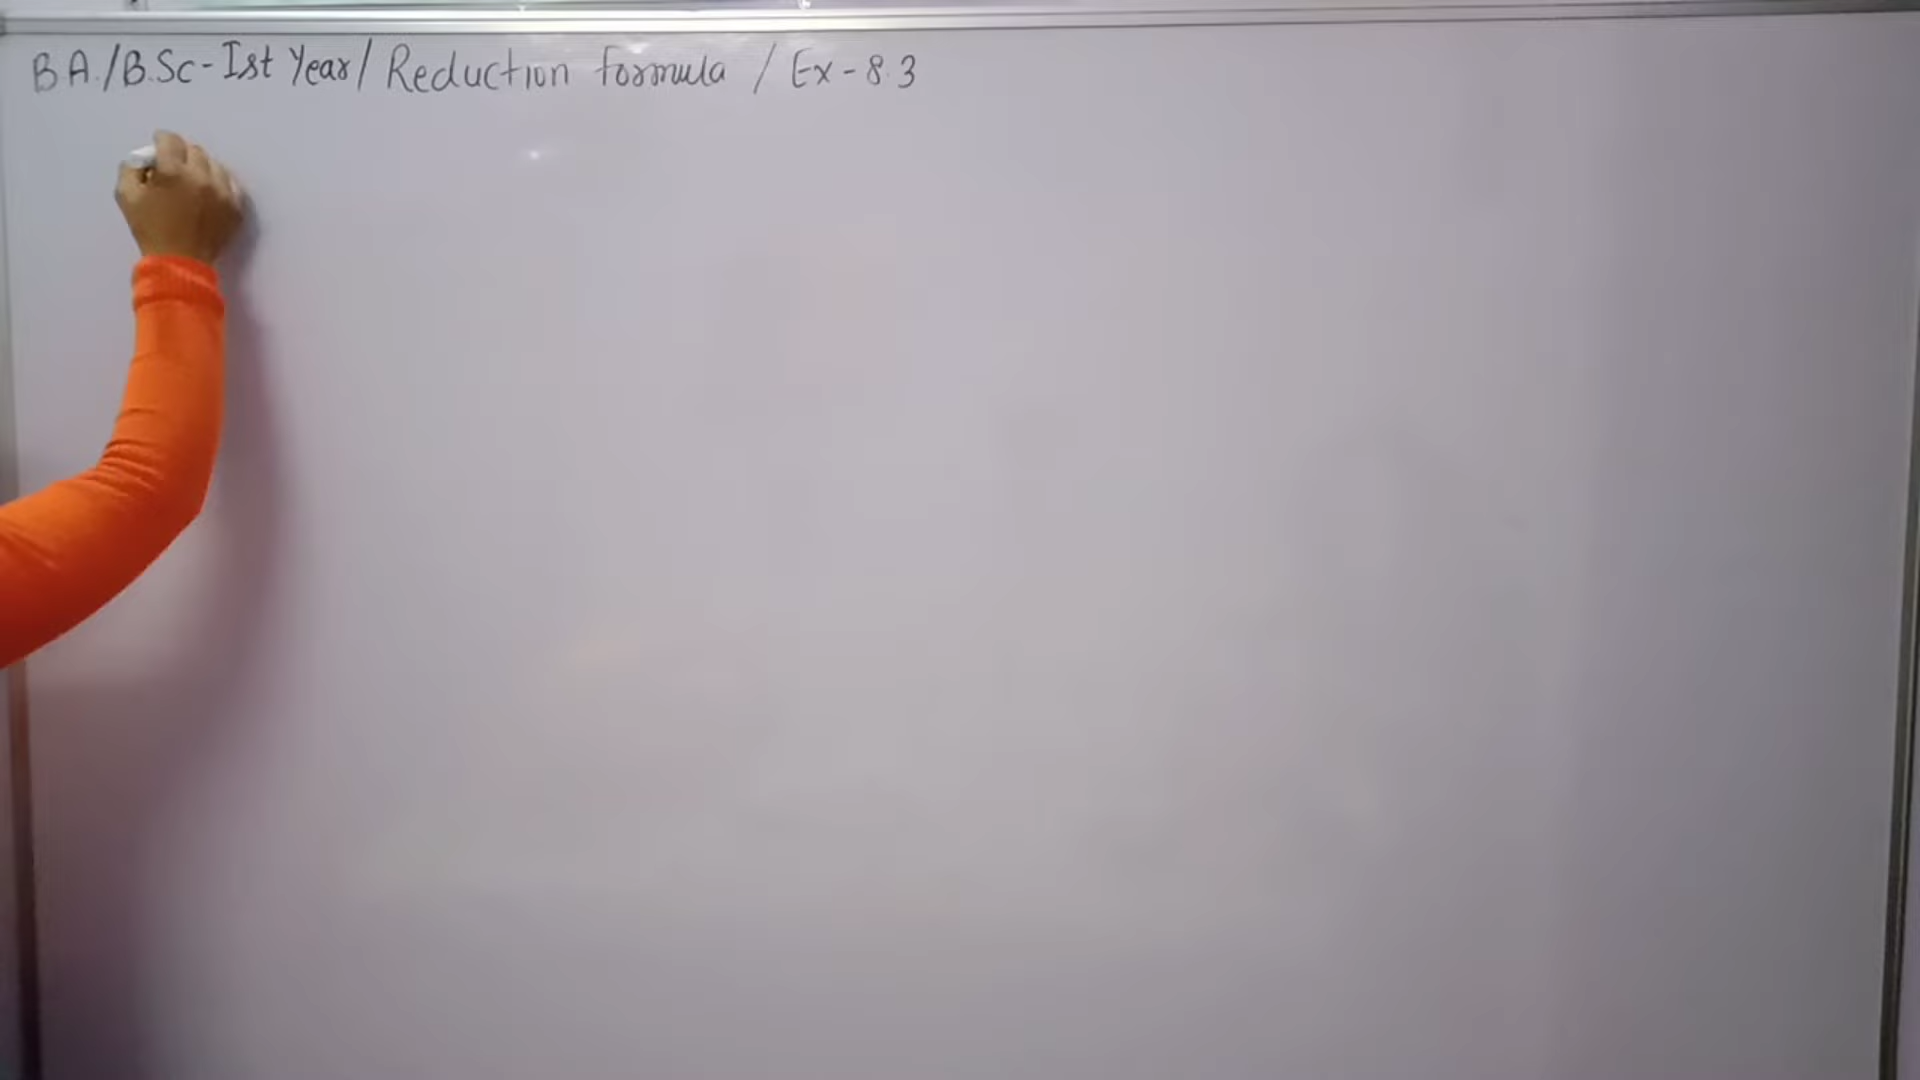 B A./B.Sc-Ist Year/ Reduction formula / Ex-8.3